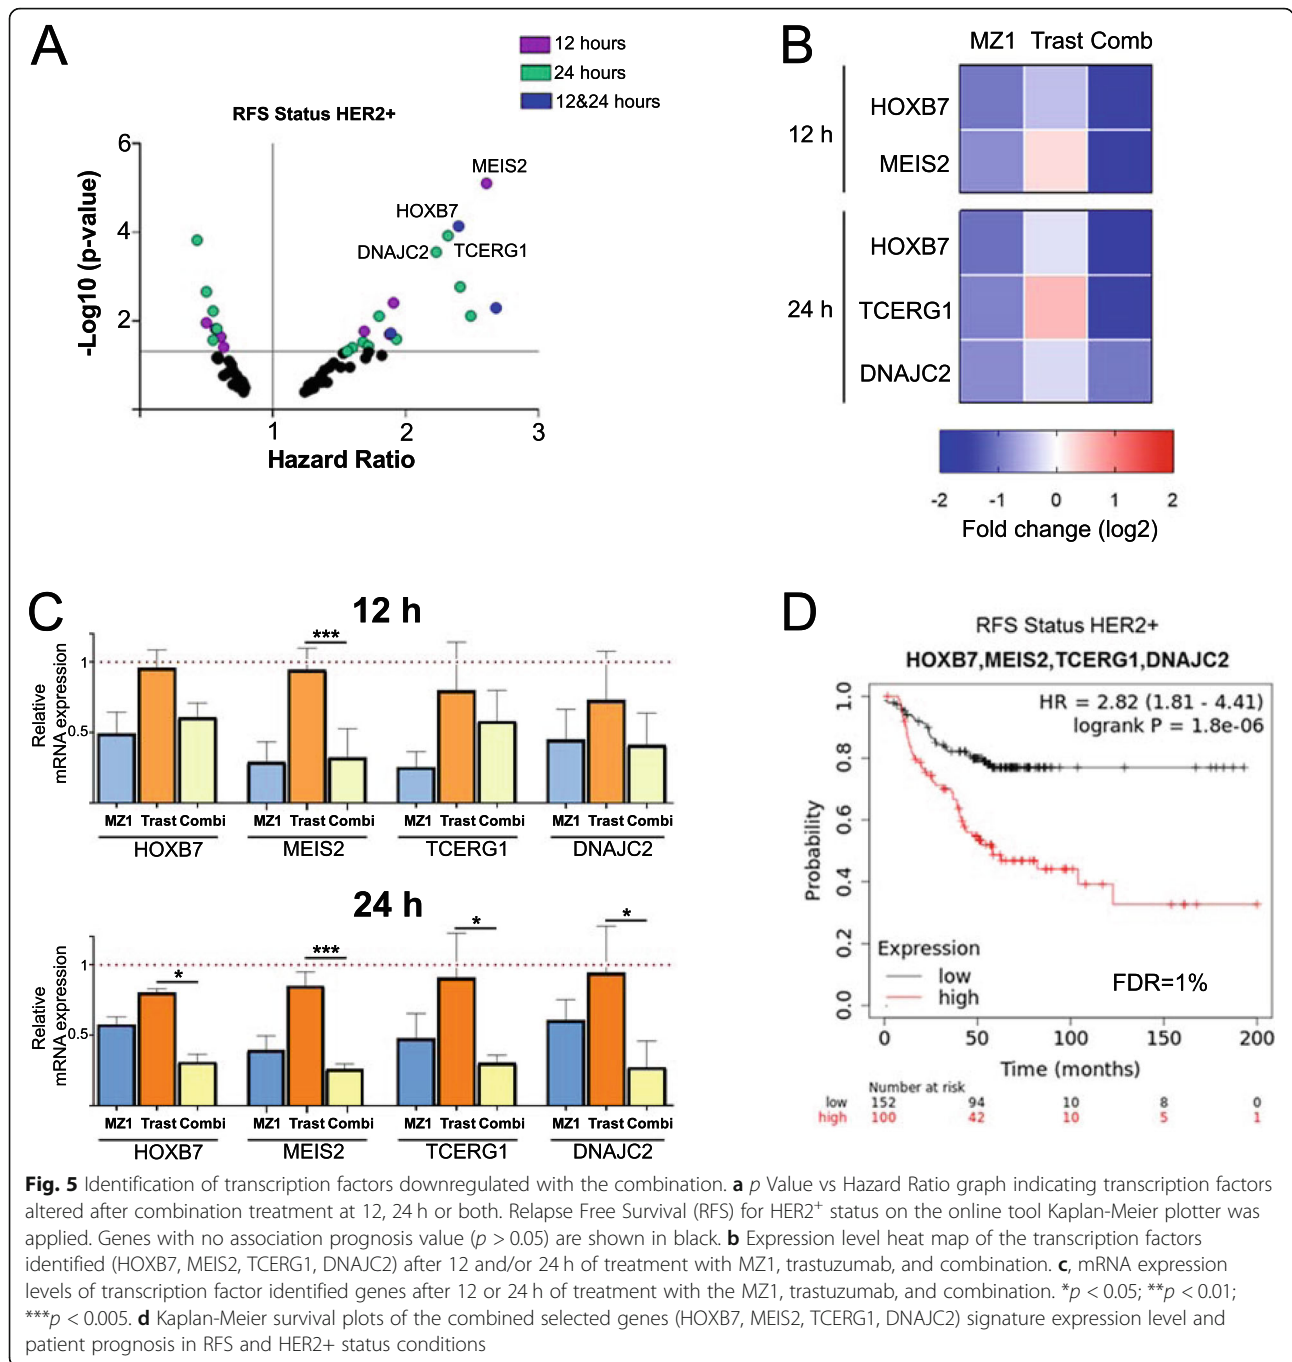 A
12 hours
24 hours
12&24 hours
RFS Status HER2+
6
4
2
-Log10 (p-value)
MEIS2
HOXB7
DNAJC2
TCERG1
1
2
3
Hazard Ratio
B
MZ1 Trast Comb
12 h
HOXB7
MEIS2
24 h
HOXB7
TCERG1
DNAJC2
-2 -1 0 1 2
Fold change (log2)
C
12 h
Relative
mRNA expression
1
0.5
***
MZ1 Trast Combi MZ1 Trast Combi MZ1 Trast Combi MZ1 Trast Combi
HOXB7 MEIS2 TCERG1 DNAJC2
24 h
Relative
mRNA expression
1
0.5
* *** * *
MZ1 Trast Combi MZ1 Trast Combi MZ1 Trast Combi MZ1 Trast Combi
HOXB7 MEIS2 TCERG1 DNAJC2
D
RFS Status HER2+
HOXB7,MEIS2,TCERG1,DNAJC2
HR = 2.82 (1.81 - 4.41)
logrank P = 1.8e-06
Probability
1.0
0.8
0.6
0.4
0.2
0.0
Expression
low
high
FDR=1%
0 50 100 150 200
Time (months)
Number at risk
low 152 94 10 8 0
high 100 42 10 5 1
Fig. 5 Identification of transcription factors downregulated with the combination. a p Value vs Hazard Ratio graph indicating transcription factors
altered after combination treatment at 12, 24 h or both. Relapse Free Survival (RFS) for HER2+ status on the online tool Kaplan-Meier plotter was
applied. Genes with no association prognosis value (p > 0.05) are shown in black. b Expression level heat map of the transcription factors
identified (HOXB7, MEIS2, TCERG1, DNAJC2) after 12 and/or 24 h of treatment with MZ1, trastuzumab, and combination. c, mRNA expression
levels of transcription factor identified genes after 12 or 24 h of treatment with the MZ1, trastuzumab, and combination. *p < 0.05; **p < 0.01;
***p < 0.005. d Kaplan-Meier survival plots of the combined selected genes (HOXB7, MEIS2, TCERG1, DNAJC2) signature expression level and
patient prognosis in RFS and HER2+ status conditions